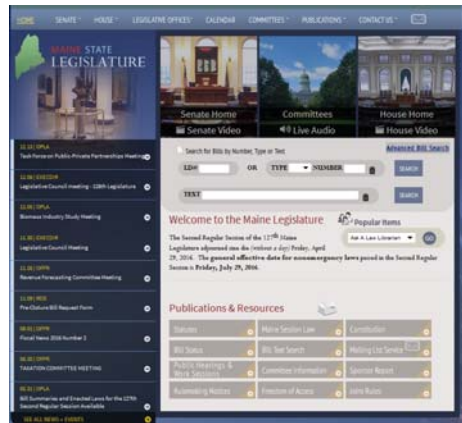 HOME SENATE HOUSE LEGISLATIVE OFFICES CALENDAR COMMITTEES PUBLICATIONS CONTACT US
MAINE STATE
LEGISLATURE
Senate Home
Senate Video
Committees
Live Audio
House Home
House Video
OPLA
Task Force on Public-Private Partnerships Meeting
Legislative Council meeting - 128th Legislature
OPLA
Biomass Industry Study Meeting
Legislative Council Meeting
OFPR
Revenue Forecasting Committee Meeting
ROS
Pre-Cloture Bill Request Form
OFPR
Fiscal News 2016 Number 2
OFPR
TAXATION COMMITTEE MEETING
OPLA
Bill Summaries and Enacted Laws for the 127th
Second Regular Session Available
SEE ALL NEWS + EVENTS
Search for Bills by Number, Type or Text
Advanced Bill Search
LD# OR TYPE NUMBER SEARCH
TEXT SEARCH
Welcome to the Maine Legislature
The Second Regular Session of the 127th Maine
Legislature adjourned sine die (without a day) Friday, April
29, 2016. The general effective date for nonemergency laws passed in the Second Regular
Session is Friday, July 29, 2016.
Popular Items
Ask A Law Librarian GO
Publications & Resources
Statutes
Maine Session Law
Constitution
Bill Status
Bill Text Search
Mailing List Service
Public Hearings &
Work Sessions
Committee Information
Sponsor Report
Rulemaking Notices
Freedom of Access
Joint Rules